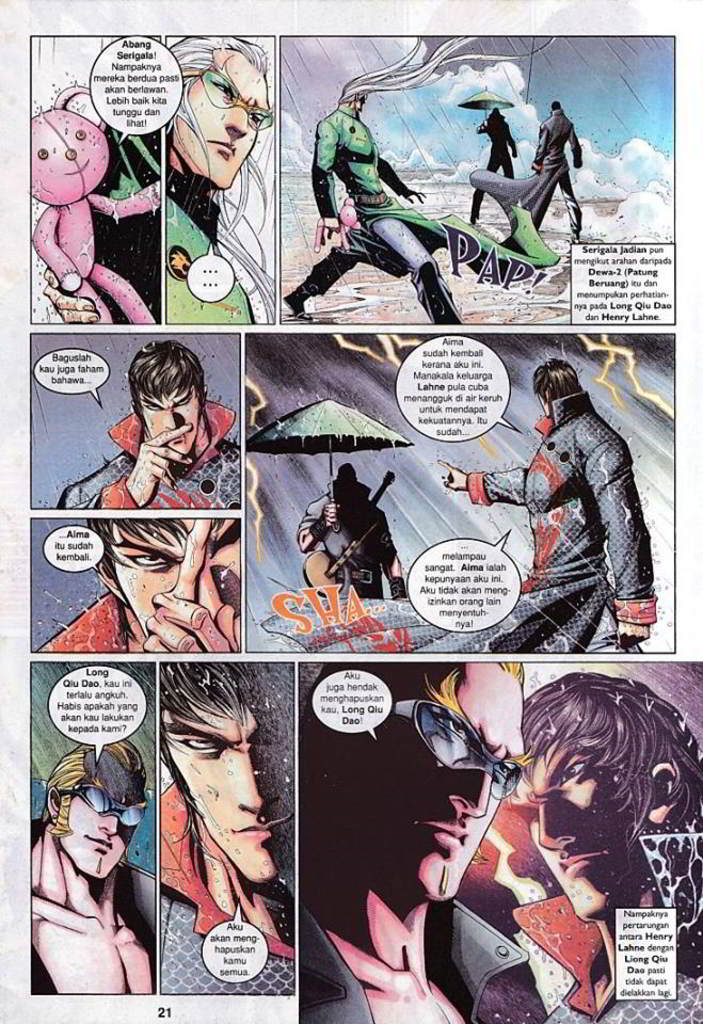 Abang
Serigala!
Nampaknya
mereka berdua pasti
akan berlawan.
Lebih baik kita
tunggu dan
lihat!
...
...
PAP!
Serigala Jadian pun
mengikut arahan daripada
Dewa-2 (Patung
Beruang) itu dan
menumpukan perhatian-
nya pada Long Qiu Dao
dan Henry Lahne.
Baguslah
kau juga faham
bahawa...
...Aima
itu sudah
kembali.
Aima
sudah kembali
kerana aku ini.
Manakala keluarga
Lahne pula cuba
menangguk di air keruh
untuk mendapat
kekuatannya. Itu
sudah...
...
melampau
sangat. Aima ialah
kepunyaan aku ini.
Aku tidak akan meng-
izinkan orang lain
menyentuh-
nya!
SHA...
Long
Qiu Dao, kau ini
terlalu angkuh.
Habis apakah yang
akan kau lakukan
kepada kami?
Aku
akan meng-
hapuskan
kamu
semua.
Aku
juga hendak
menghapuskan
kau, Long Qiu
Dao!
Nampaknya
pertarungan
antara Henry
Lahne dengan
Liong Qiu
Dao pasti
tidak dapat
dielakkan lagi.
21